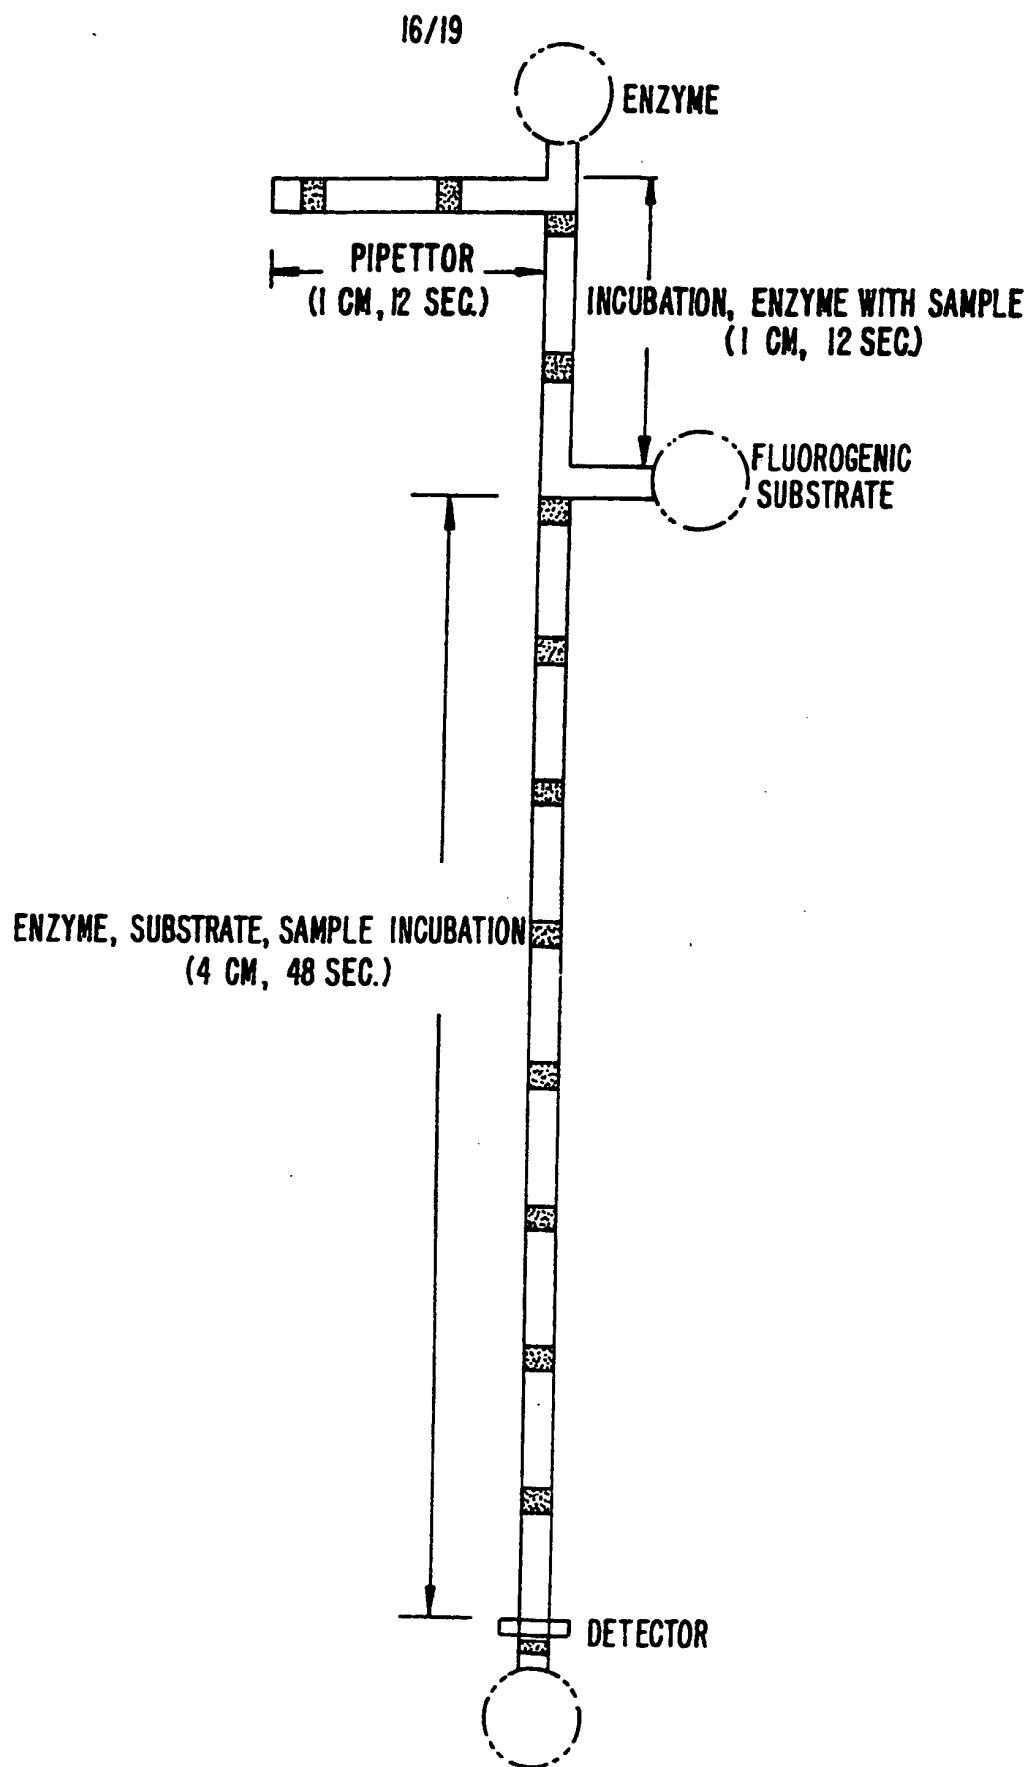 16/19
ENZYME
PIPETTOR
(1 CM, 12 SEC.)
INCUBATION, ENZYME WITH SAMPLE
(1 CM, 12 SEC.)
FLUOROGENIC
SUBSTRATE
ENZYME, SUBSTRATE, SAMPLE INCUBATION
(4 CM, 48 SEC.)
DETECTOR